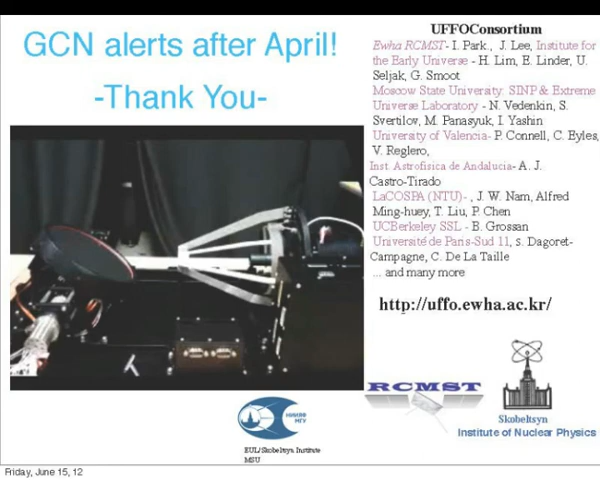 GCN alerts after April!
-Thank You-
UFFOConsortium
Ewha RCMST- I. Park., J. Lee, Institute for
the Early Universe - H. Lim, E. Linder, U.
Seljak, G. Smoot
Moscow State University: SINP & Extreme
Universe Laboratory - N. Vedenkin, S.
Svertilov, M. Panasyuk, I. Yashin
University of Valencia- P. Connell, C. Eyles,
V. Reglero,
Inst. Astrofisica de Andalucia- A. J.
Castro-Tirado
LaCOSPA (NTU)- , J. W. Nam, Alfred
Ming-huey, T. Liu, P. Chen
UCBerkeley SSL - B. Grossan
Université de Paris-Sud 11, s. Dagoret-
Campagne, C. De La Taille
... and many more
http://uffo.ewha.ac.kr/
RCMST
НИИЯФ
МГУ
EUL/Skobeltsyn Institute
MSU
Skobeltsyn
Institute of Nuclear Physics
Friday, June 15, 12